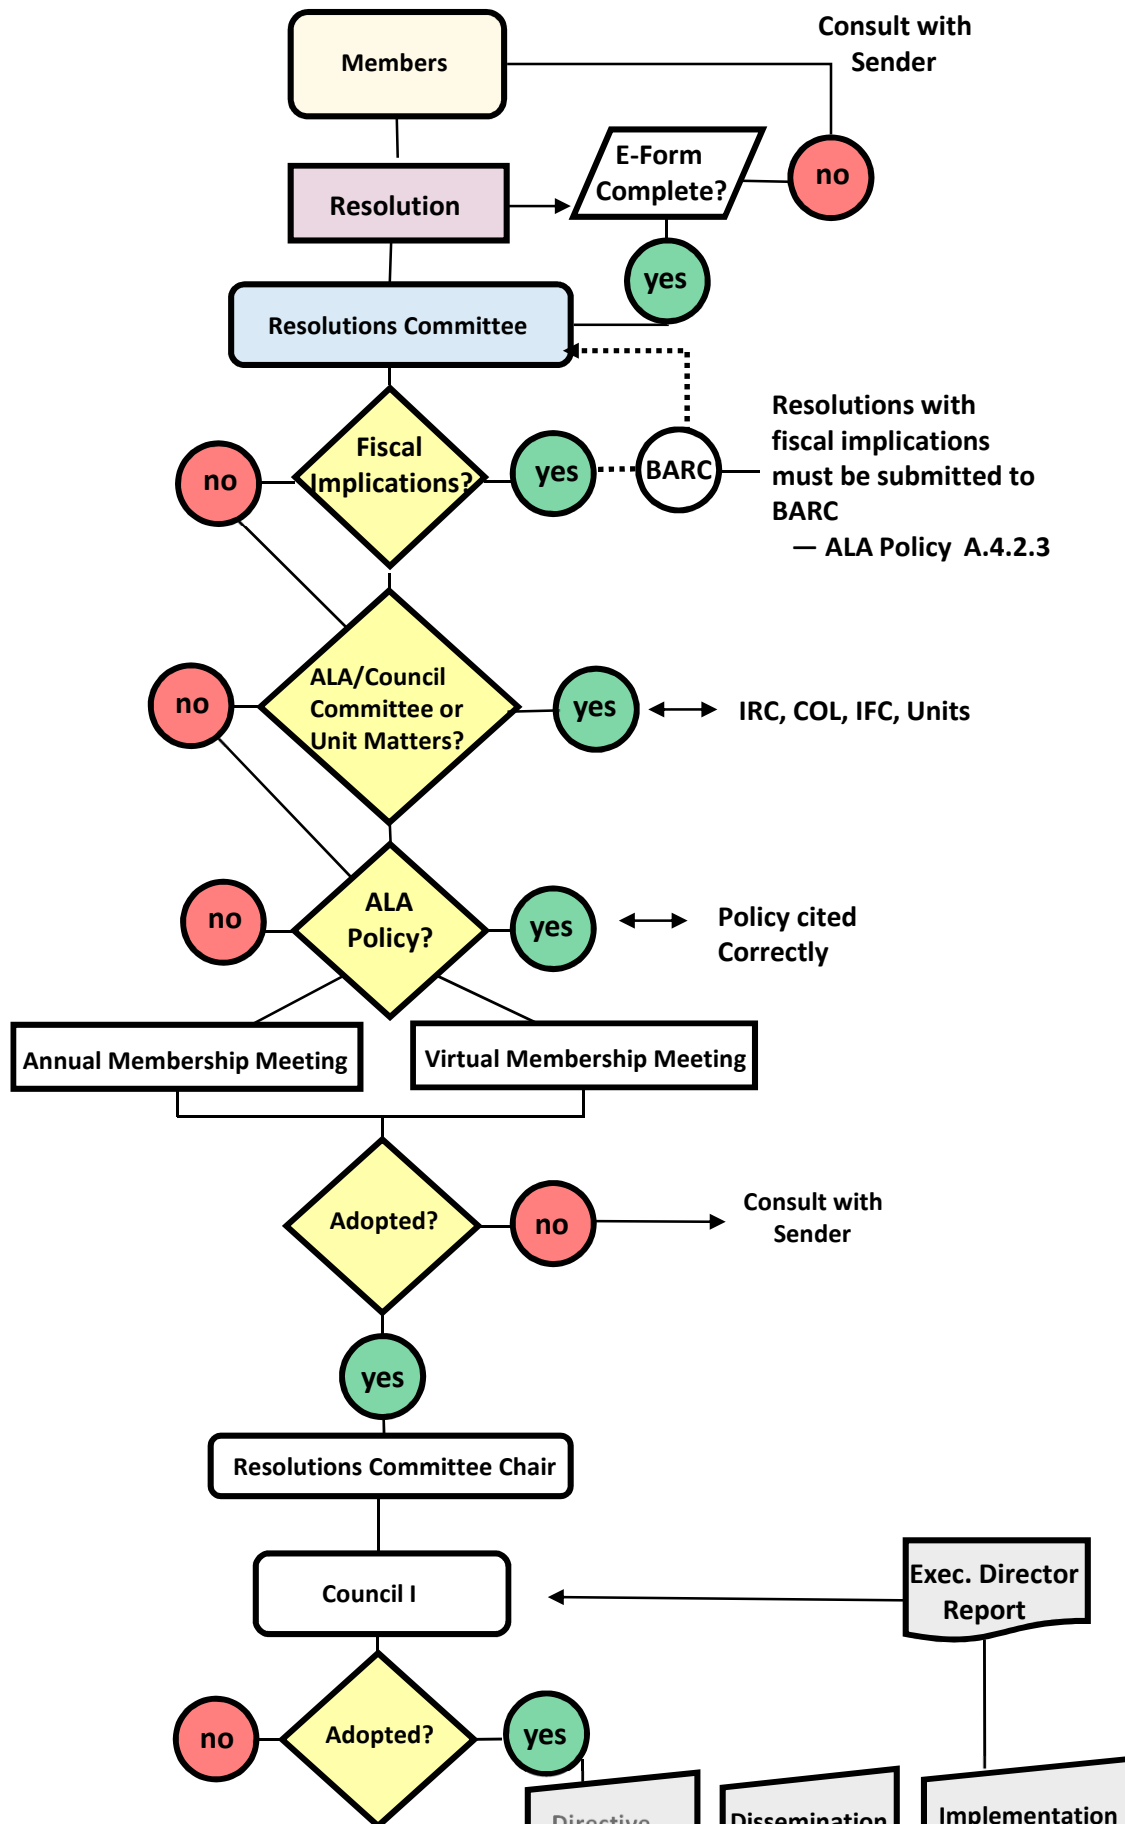 Consult with
Sender
Members
E-Form
Complete?
no
Resolution
yes
Resolutions Committee
Resolutions with
fiscal implications
must be submitted to
BARC
— ALA Policy A.4.2.3
Fiscal
Implications?
no
yes
BARC
ALA/Council
Committee or
Unit Matters?
no
yes
IRC, COL, IFC, Units
ALA
Policy?
no
yes
Policy cited
Correctly
Annual Membership Meeting
Virtual Membership Meeting
Adopted?
no
Consult with
Sender
yes
Resolutions Committee Chair
Council I
Exec. Director
Report
no
Adopted?
yes
Directive
Dissemination
Implementation